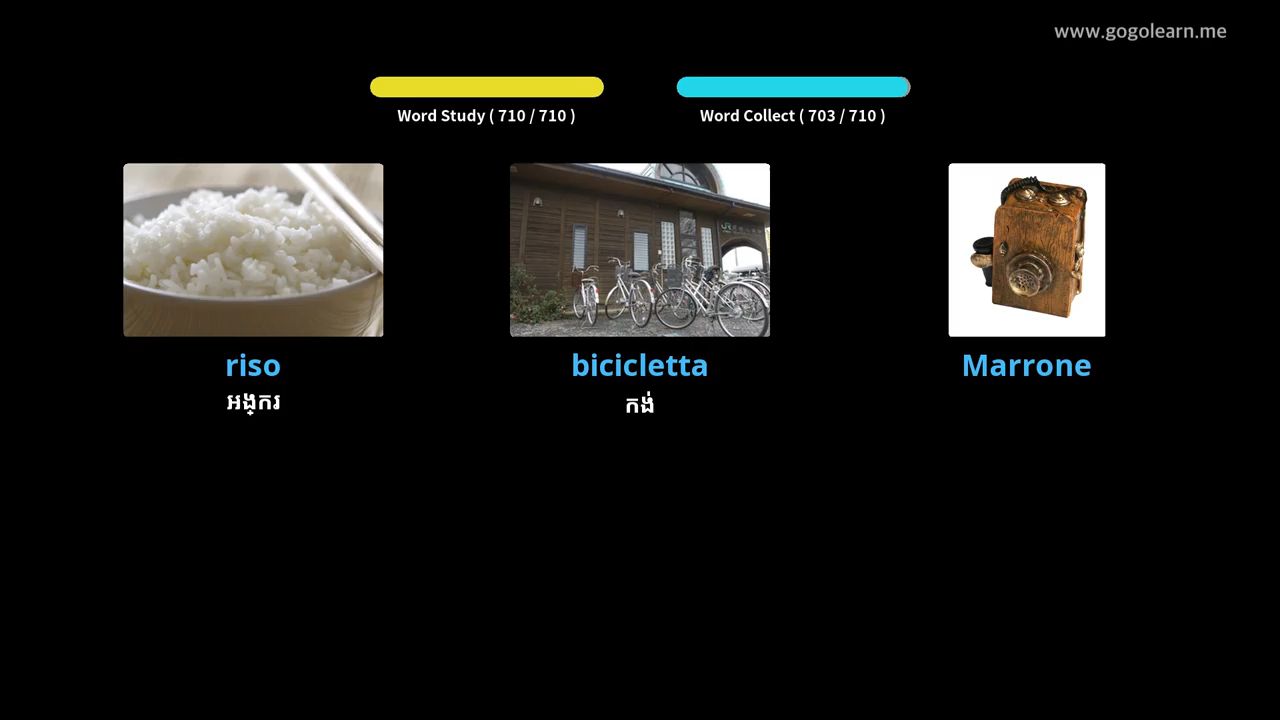 www.gogolearn.me
Word Study ( 710 / 710 )
Word Collect ( 703 / 710 )
riso
bicicletta
Marrone
អង្ករ
កង់